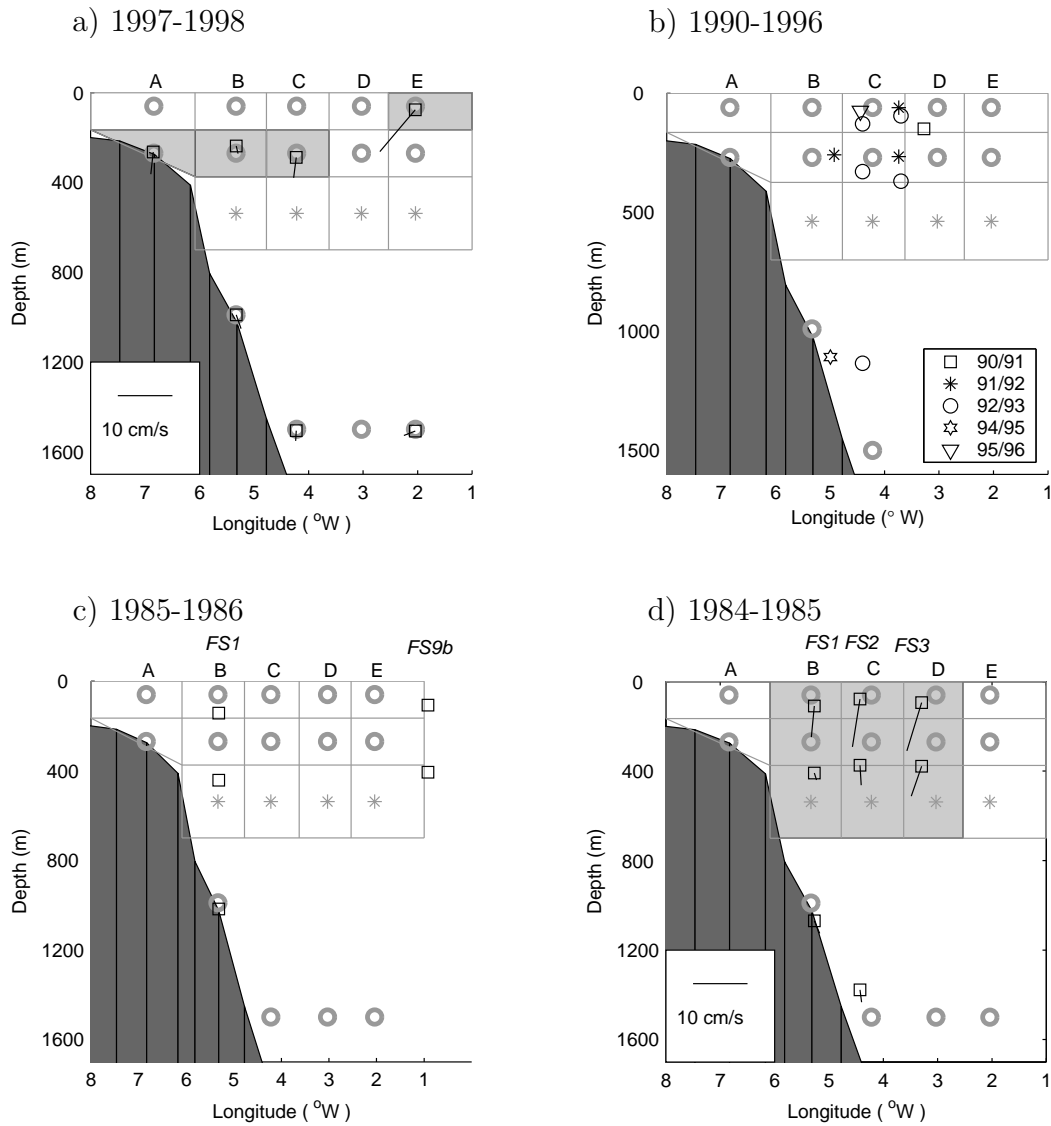 a) 1997-1998
A B C D E
0
400
800
1200
1600
Depth (m)
10 cm/s
8 7 6 5 4 3 2 1
Longitude ( °W )
b) 1990-1996
A B C D E
0
500
1000
1500
Depth (m)
90/91
91/92
92/93
94/95
95/96
8 7 6 5 4 3 2 1
Longitude (° W)
c) 1985-1986
FS1 FS9b
A B C D E
0
400
800
1200
1600
Depth (m)
8 7 6 5 4 3 2 1
Longitude ( °W )
d) 1984-1985
FS1 FS2 FS3
A B C D E
0
400
800
1200
1600
Depth (m)
10 cm/s
8 7 6 5 4 3 2 1
Longitude ( °W )